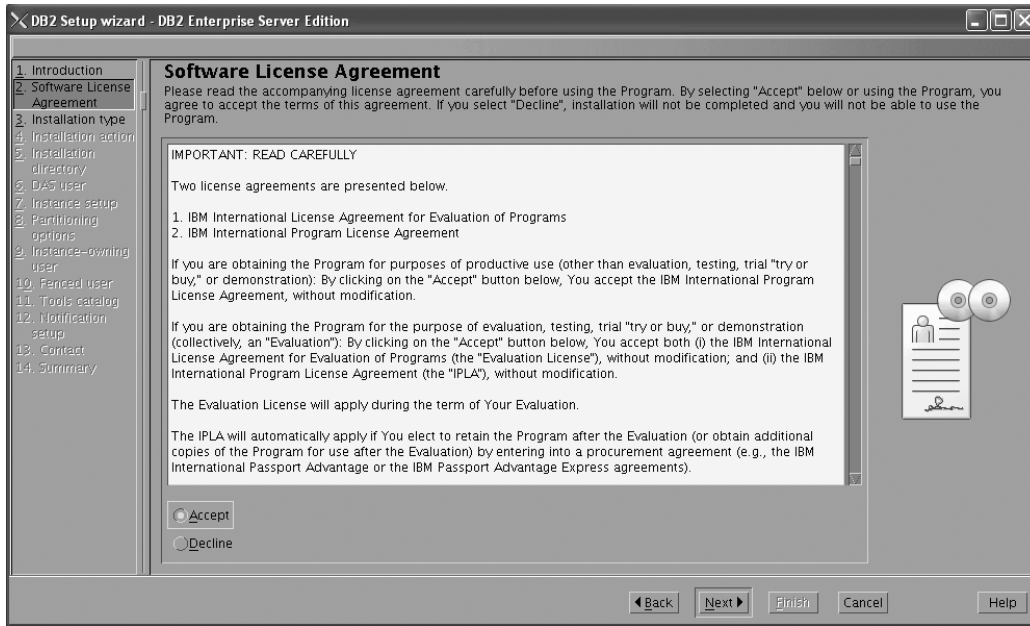 DB2 Setup wizard - DB2 Enterprise Server Edition
1. Introduction
2. Software License
Agreement
3. Installation type
4. Installation action
5. Installation
directory
6. DAS user
7. Instance setup
8. Partitioning
options
9. Instance-owning
user
10. Fenced user
11. Tools catalog
12. Notification
setup
13. Contact
14. Summary
Software License Agreement
Please read the accompanying license agreement carefully before using the Program. By selecting "Accept" below or using the Program, you
agree to accept the terms of this agreement. If you select "Decline", installation will not be completed and you will not be able to use the
Program.
IMPORTANT: READ CAREFULLY
Two license agreements are presented below.
1. IBM International License Agreement for Evaluation of Programs
2. IBM International Program License Agreement
If you are obtaining the Program for purposes of productive use (other than evaluation, testing, trial "try or
buy," or demonstration): By clicking on the "Accept" button below, You accept the IBM International Program
License Agreement, without modification.
If you are obtaining the Program for the purpose of evaluation, testing, trial "try or buy," or demonstration
(collectively, an "Evaluation"): By clicking on the "Accept" button below, You accept both (i) the IBM International
License Agreement for Evaluation of Programs (the "Evaluation License"), without modification; and (ii) the IBM
International Program License Agreement (the "IPLA"), without modification.
The Evaluation License will apply during the term of Your Evaluation.
The IPLA will automatically apply if You elect to retain the Program after the Evaluation (or obtain additional
copies of the Program for use after the Evaluation) by entering into a procurement agreement (e.g., the IBM
International Passport Advantage or the IBM Passport Advantage Express agreements).
Accept
Decline
Back
Next
Finish
Cancel
Help